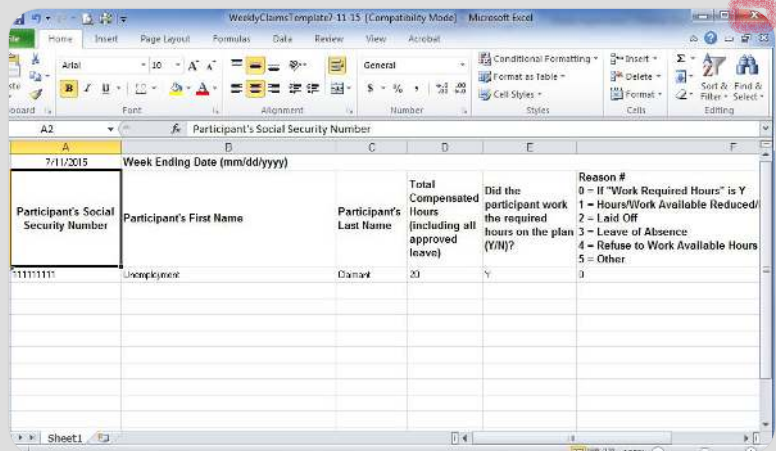 WeeklyClaimsTemplate7-11-15 [Compatibility Mode] - Microsoft Excel
File Home Insert Page Layout Formulas Data Review View Acrobat
Arial 10 A A General Conditional Formatting Insert Σ
B I U $ % , .00 Format as Table Delete Sort & Find &
Cell Styles Format Filter Select
Font Alignment Number Styles Cells Editing
A2 fx Participant's Social Security Number
A B C D E F
7/11/2015 Week Ending Date (mm/dd/yyyy)
Participant's Social
Security Number
Participant's First Name
Participant's
Last Name
Total
Compensated
Hours
(including all
approved
leave)
Did the
participant work
the required
hours on the plan
(Y/N)?
Reason #
0 = If "Work Required Hours" is Y
1 = Hours/Work Available Reduced/
2 = Laid Off
3 = Leave of Absence
4 = Refuse to Work Available Hours
5 = Other
111111111 Unemployment Claimant 20 Y 0
Sheet1